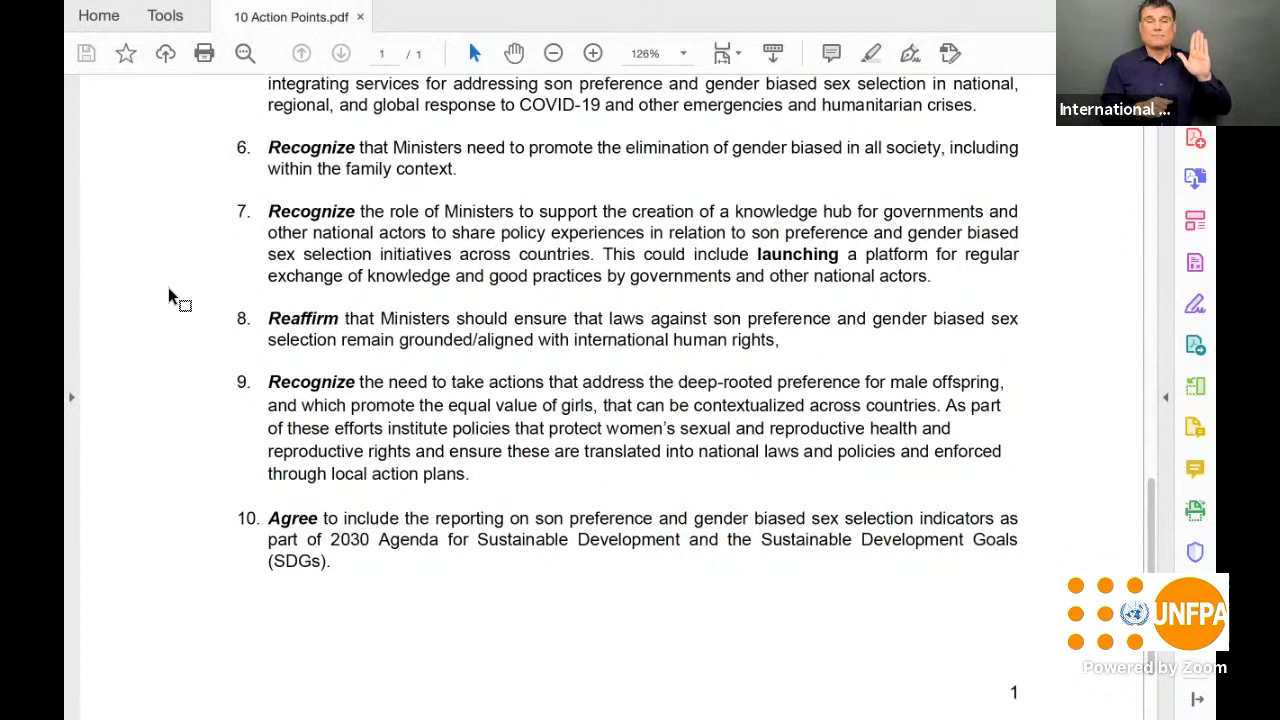 Home Tools 10 Action Points.pdf ×
1 / 1 126%
International ...
integrating services for addressing son preference and gender biased sex selection in national,
regional, and global response to COVID-19 and other emergencies and humanitarian crises.
6. Recognize that Ministers need to promote the elimination of gender biased in all society, including
within the family context.
7. Recognize the role of Ministers to support the creation of a knowledge hub for governments and
other national actors to share policy experiences in relation to son preference and gender biased
sex selection initiatives across countries. This could include launching a platform for regular
exchange of knowledge and good practices by governments and other national actors.
8. Reaffirm that Ministers should ensure that laws against son preference and gender biased sex
selection remain grounded/aligned with international human rights,
9. Recognize the need to take actions that address the deep-rooted preference for male offspring,
and which promote the equal value of girls, that can be contextualized across countries. As part
of these efforts institute policies that protect women’s sexual and reproductive health and
reproductive rights and ensure these are translated into national laws and policies and enforced
through local action plans.
10. Agree to include the reporting on son preference and gender biased sex selection indicators as
part of 2030 Agenda for Sustainable Development and the Sustainable Development Goals
(SDGs).
UNFPA
Powered by Zoom
1